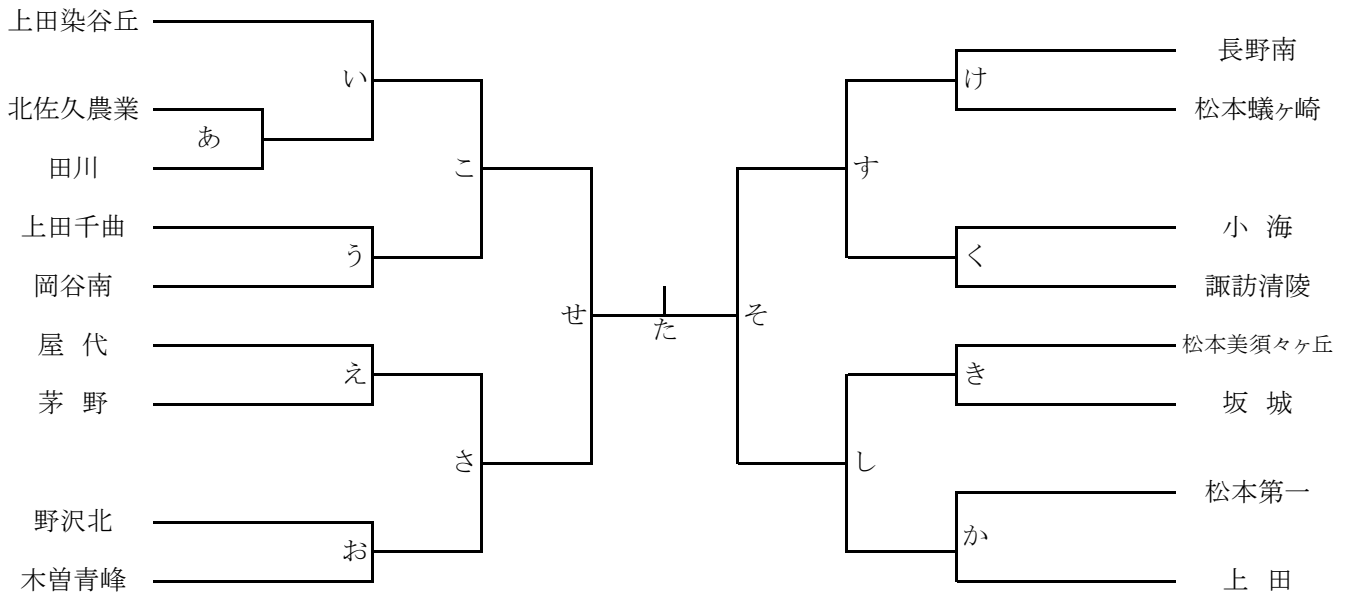 上田染谷丘
長野南
い
け
北佐久農業
松本蟻ヶ崎
あ
田川
こ
す
上田千曲
小 海
う
く
岡谷南
諏訪清陵
せ
そ
た
屋 代
松本美須々ヶ丘
え
き
茅 野
坂 城
さ
し
松本第一
野沢北
か
お
木曽青峰
上 田